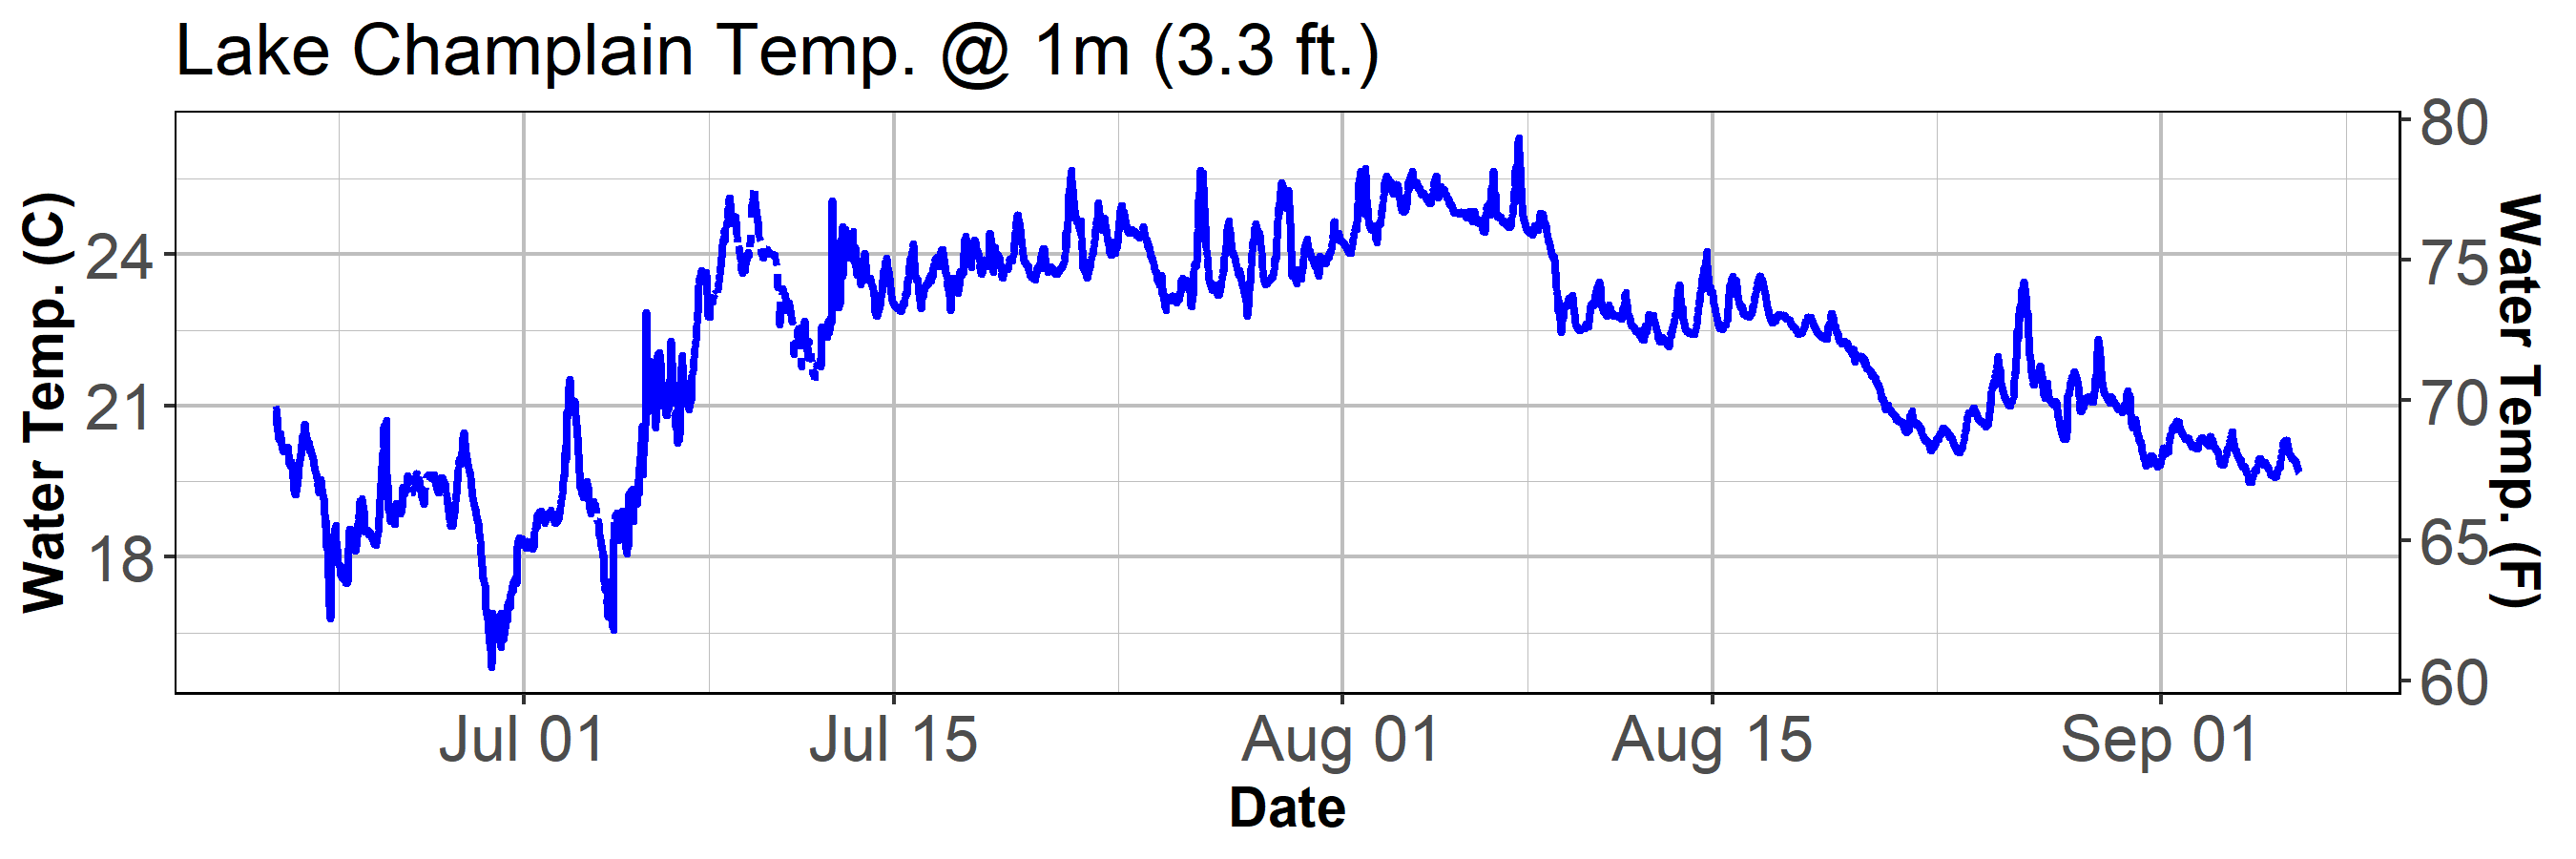 Lake Champlain Temp. @ 1m (3.3 ft.)
Water Temp. (C)
24
21
18
80
75
70
65
60
Water Temp. (F)
Jul 01
Jul 15
Aug 01
Aug 15
Sep 01
Date